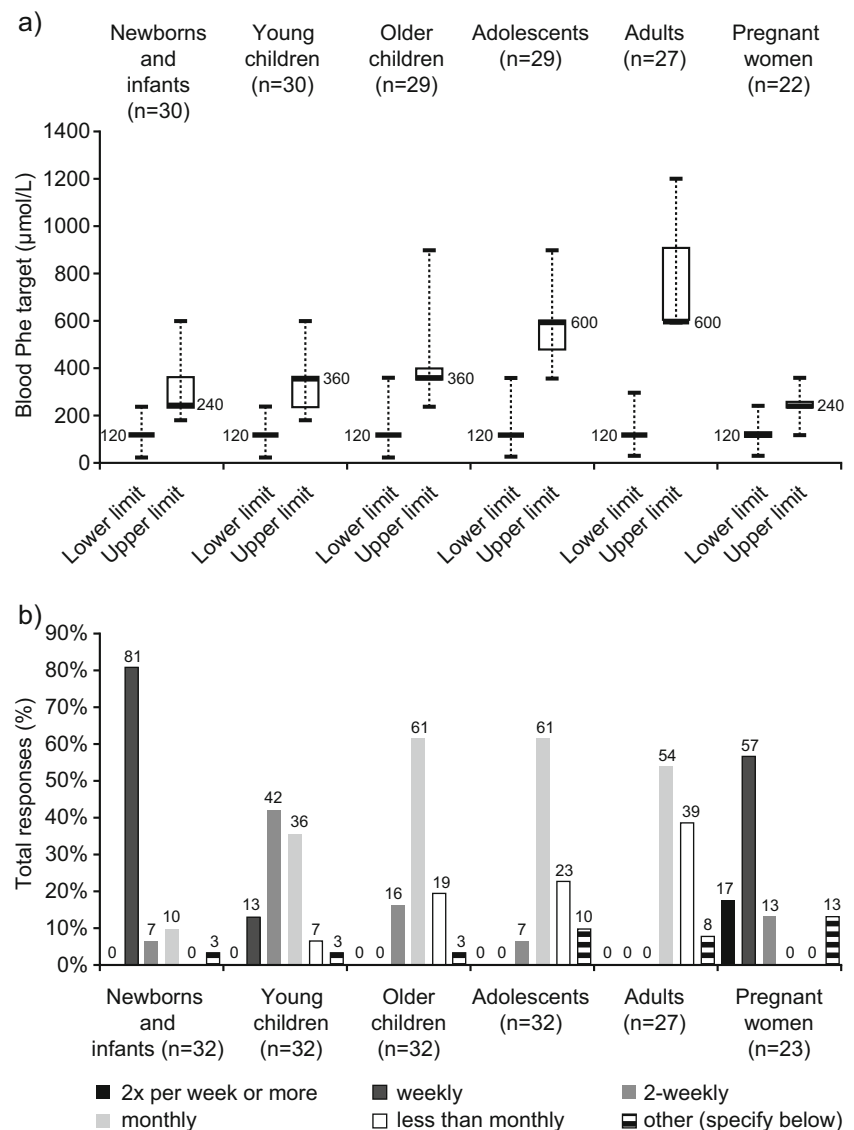 a)
Newborns and infants (n=30)
Young children (n=30)
Older children (n=29)
Adolescents (n=29)
Adults (n=27)
Pregnant women (n=22)
Blood Phe target (µmol/L)
1400
1200
1000
800
600
400
200
0
120
240
120
360
120
360
120
600
120
600
120
240
Lower limit
Upper limit
Lower limit
Upper limit
Lower limit
Upper limit
Lower limit
Upper limit
Lower limit
Upper limit
Lower limit
Upper limit
b)
Total responses (%)
90%
80%
70%
60%
50%
40%
30%
20%
10%
0%
0 81 7 10 0 3
0 13 42 36 7 3
0 0 16 61 19 3
0 0 7 61 23 10
0 0 0 54 39 8
17 57 13 0 0 13
Newborns and infants (n=32)
Young children (n=32)
Older children (n=32)
Adolescents (n=32)
Adults (n=27)
Pregnant women (n=23)
2x per week or more
weekly
2-weekly
monthly
less than monthly
other (specify below)